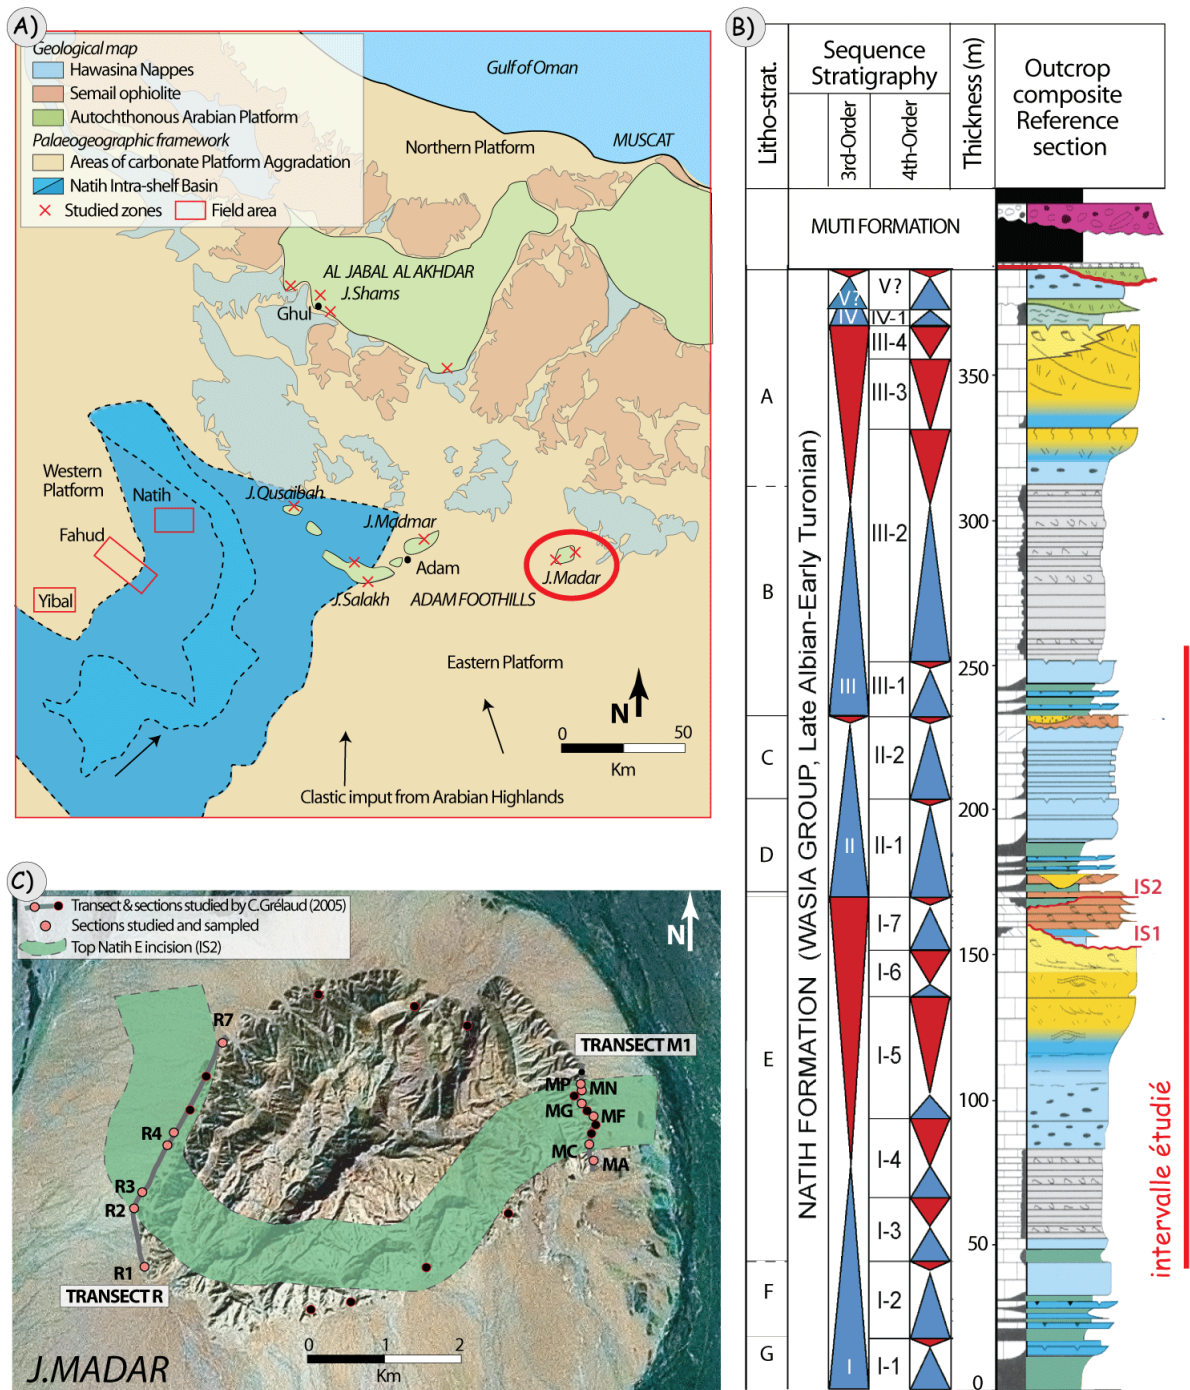 A)
Geological map
Hawasina Nappes
Semail ophiolite
Autochthonous Arabian Platform
Palaeogeographic framework
Areas of carbonate Platform Aggradation
Natih Intra-shelf Basin
Studied zones
Field area
Gulf of Oman
MUSCAT
Northern Platform
AL JABAL AL AKHDAR
J.Shams
Ghul
Western
Platform
Natih
J.Qusaibah
Fahud
J.Madmar
Adam
J.Madar
Yibal
J.Salakh
ADAM FOOTHILLS
Eastern Platform
N
0
50
Km
Clastic imput from Arabian Highlands
B)
Litho-strat.
Sequence
Stratigraphy
3rd-Order
4th-Order
Thickness (m)
Outcrop
composite
Reference
section
MUTI FORMATION
NATIH FORMATION (WASIA GROUP, Late Albian-Early Turonian)
A
B
C
D
E
F
G
V?
IV
III
II
I
V?
IV-1
III-4
III-3
III-2
III-1
II-2
II-1
I-7
I-6
I-5
I-4
I-3
I-2
I-1
350
300
250
200
150
100
50
0
IS2
IS1
intervalle étudié
C)
Transect & sections studied by C.Grélaud (2005)
Sections studied and sampled
Top Natih E incision (IS2)
N
R7
R4
R3
R2
R1
TRANSECT R
TRANSECT M1
MP
MN
MG
MF
MC
MA
0
1
2
Km
J.MADAR